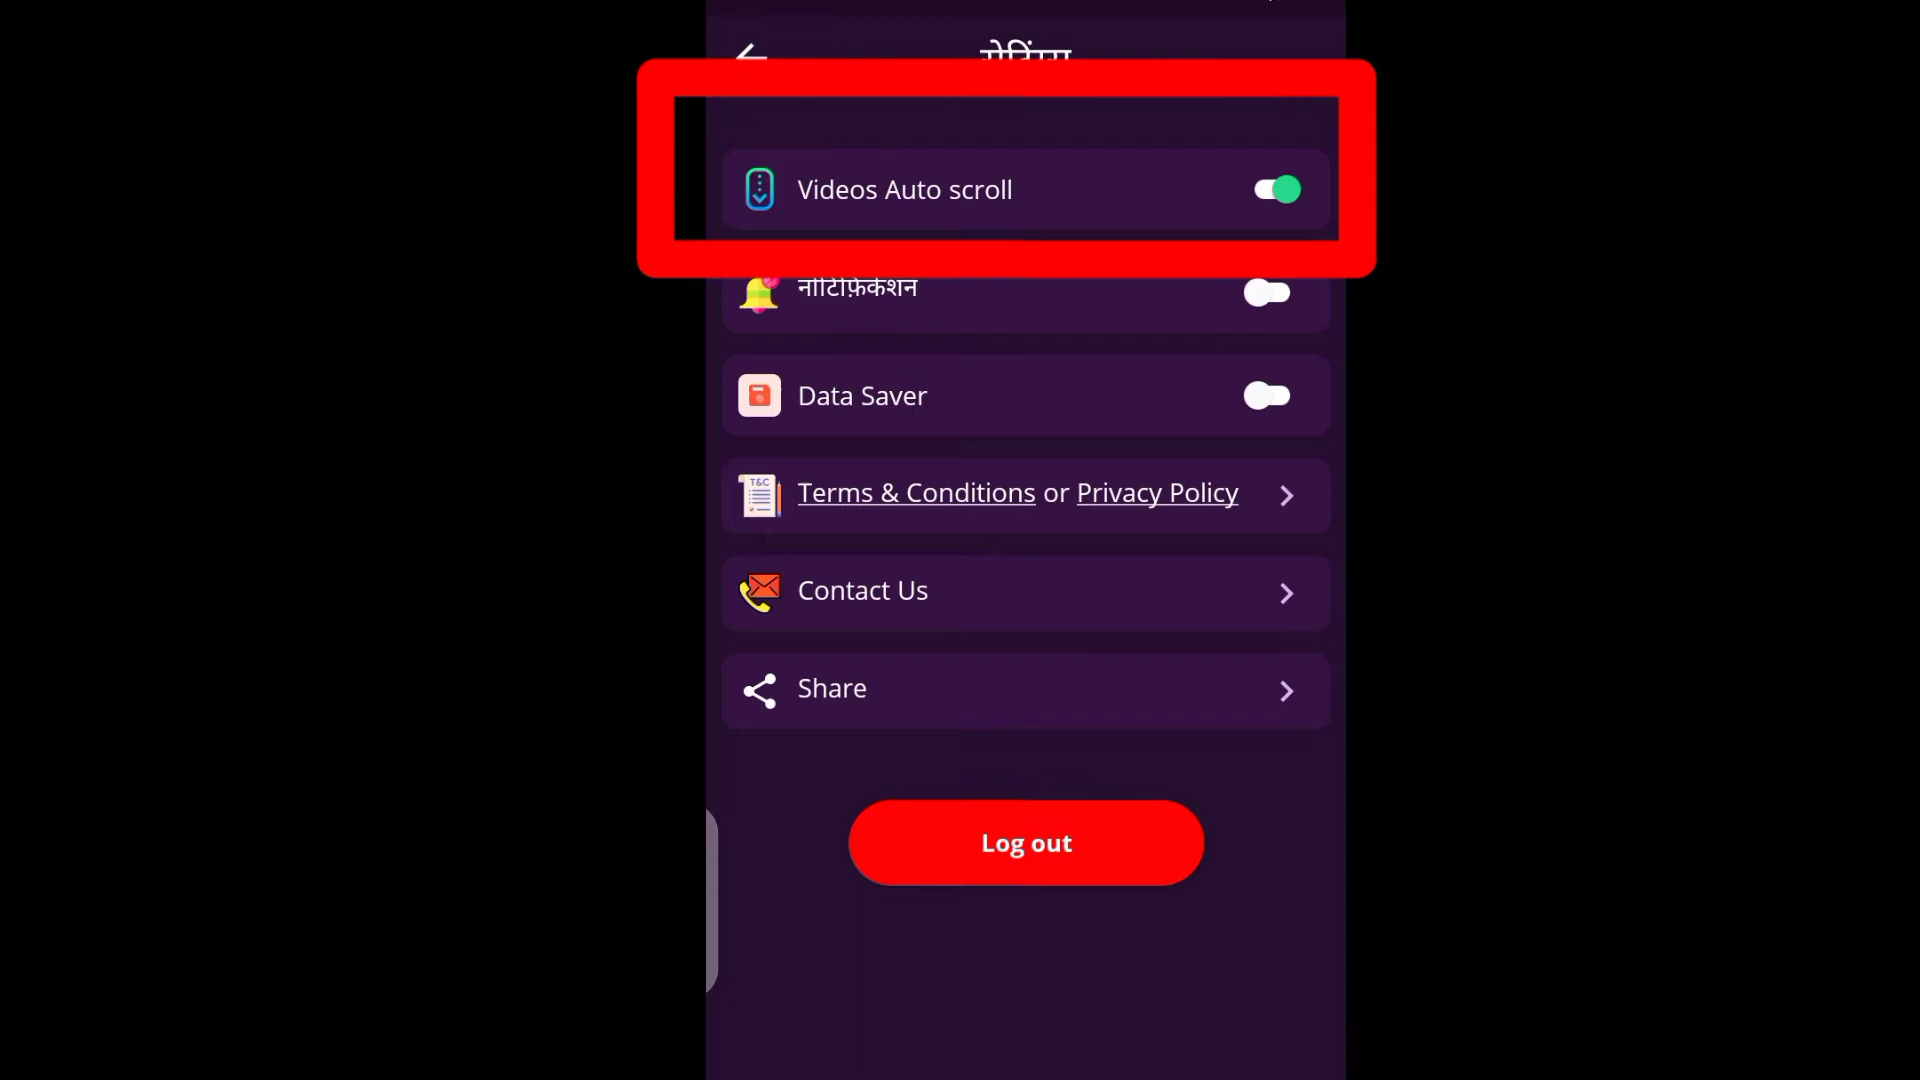 सेटिंग्स
Videos Auto scroll
नोटिफ़िकेशन
Data Saver
T&C
Terms & Conditions or Privacy Policy
Contact Us
Share
Log out